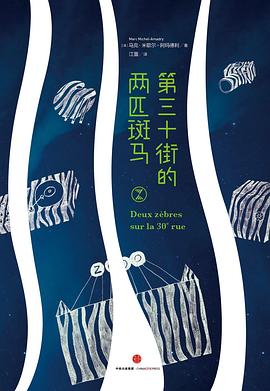 Marc Michel-Amadry
[法] 马克·米歇尔-阿玛德利 / 著
江蕾 / 译
第三十街的
两匹斑马
Z
Deux zèbres
sur la 30e rue
ZOO
中信出版集团 | CHINACITICPRESS